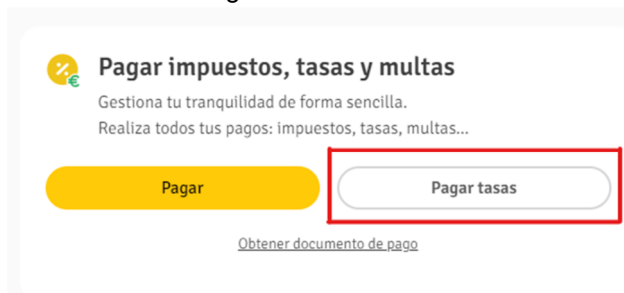 Pagar impuestos, tasas y multas
Gestiona tu tranquilidad de forma sencilla.
Realiza todos tus pagos: impuestos, tasas, multas...
Pagar
Pagar tasas
Obtener documento de pago